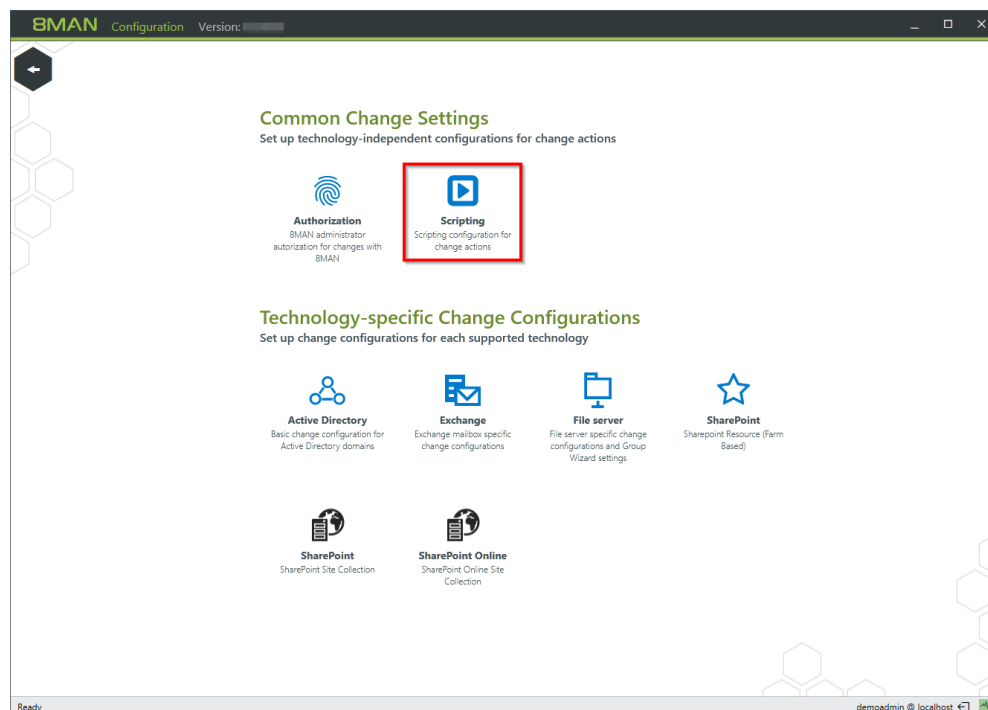 8MAN Configuration Version:
Common Change Settings
Set up technology-independent configurations for change actions
Authorization
8MAN administrator
autorization for changes with
8MAN
Scripting
Scripting configuration for
change actions
Technology-specific Change Configurations
Set up change configurations for each supported technology
Active Directory
Basic change configuration for
Active Directory domains
Exchange
Exchange mailbox specific
change configurations
File server
File server specific change
configurations and Group
Wizard settings
SharePoint
Sharepoint Resource (Farm
Based)
SharePoint
SharePoint Site Collection
SharePoint Online
SharePoint Online Site
Collection
Ready
demoadmin @ localhost